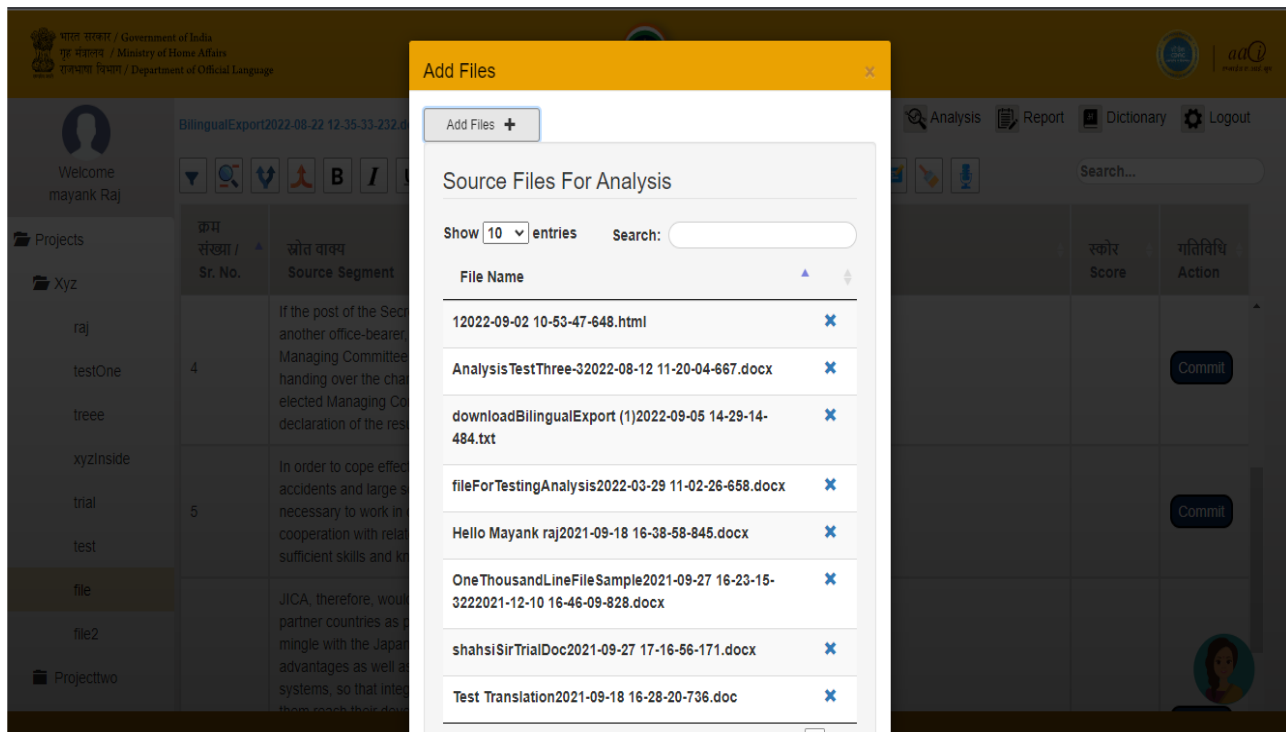 भारत सरकार / Government of India
गृह मंत्रालय / Ministry of Home Affairs
राजभाषा विभाग / Department of Official Language
Welcome
mayank Raj
Projects
Xyz
raj
testOne
treee
xyzInside
trial
test
file
file2
Projecttwo
BilingualExport2022-08-22 12-35-33-232.d
Analysis
Report
Dictionary
Logout
B I
Search...
क्रम
संख्या /
Sr. No.
स्रोत वाक्य
Source Segment
स्कोर
Score
गतिविधि
Action
4
If the post of the
another office-bearer,
Managing Committee
handing over the
elected Managing
declaration of the
Commit
5
In order to cope
accidents and large
necessary to work in
cooperation with
sufficient skills and
Commit
JICA, therefore,
partner countries as
mingle with the
advantages as well as
systems, so that
them reach their
Add Files
×
Add Files +
Source Files For Analysis
Show 10 entries
Search:
File Name
12022-09-02 10-53-47-648.html
AnalysisTestThree-32022-08-12 11-20-04-667.docx
downloadBilingualExport (1)2022-09-05 14-29-14-
484.txt
fileForTestingAnalysis2022-03-29 11-02-26-658.docx
Hello Mayank raj2021-09-18 16-38-58-845.docx
OneThousandLineFileSample2021-09-27 16-23-15-
3222021-12-10 16-46-09-828.docx
shahsiSirTrialDoc2021-09-27 17-16-56-171.docx
Test Translation2021-09-18 16-28-20-736.doc